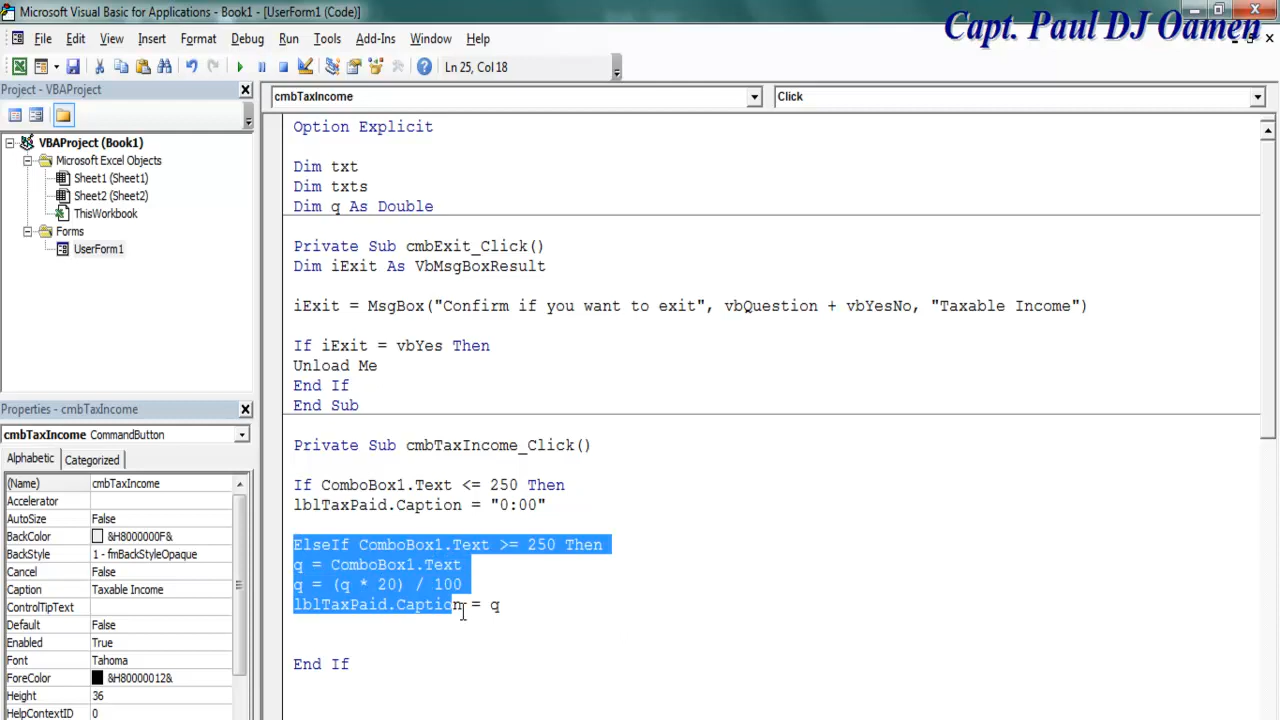 Microsoft Visual Basic for Applications - Book1 - [UserForm1 (Code)]
Capt. Paul DJ Oamen
File Edit View Insert Format Debug Run Tools Add-Ins Window Help
Ln 25, Col 18
Project - VBAProject
cmbTaxIncome
Click
VBAProject (Book1)
Microsoft Excel Objects
Sheet1 (Sheet1)
Sheet2 (Sheet2)
ThisWorkbook
Forms
UserForm1
Properties - cmbTaxIncome
cmbTaxIncome CommandButton
Alphabetic Categorized
(Name) cmbTaxIncome
Accelerator
AutoSize False
BackColor &H8000000F&
BackStyle 1 - fmBackStyleOpaque
Cancel False
Caption Taxable Income
ControlTipText
Default False
Enabled True
Font Tahoma
ForeColor &H80000012&
Height 36
HelpContextID 0
Option Explicit
Dim txt
Dim txts
Dim q As Double
Private Sub cmbExit_Click()
Dim iExit As VbMsgBoxResult
iExit = MsgBox("Confirm if you want to exit", vbQuestion + vbYesNo, "Taxable Income")
If iExit = vbYes Then
Unload Me
End If
End Sub
Private Sub cmbTaxIncome_Click()
If ComboBox1.Text <= 250 Then
lblTaxPaid.Caption = "0:00"
ElseIf ComboBox1.Text >= 250 Then
q = ComboBox1.Text
q = (q * 20) / 100
lblTaxPaid.Caption = q
End If